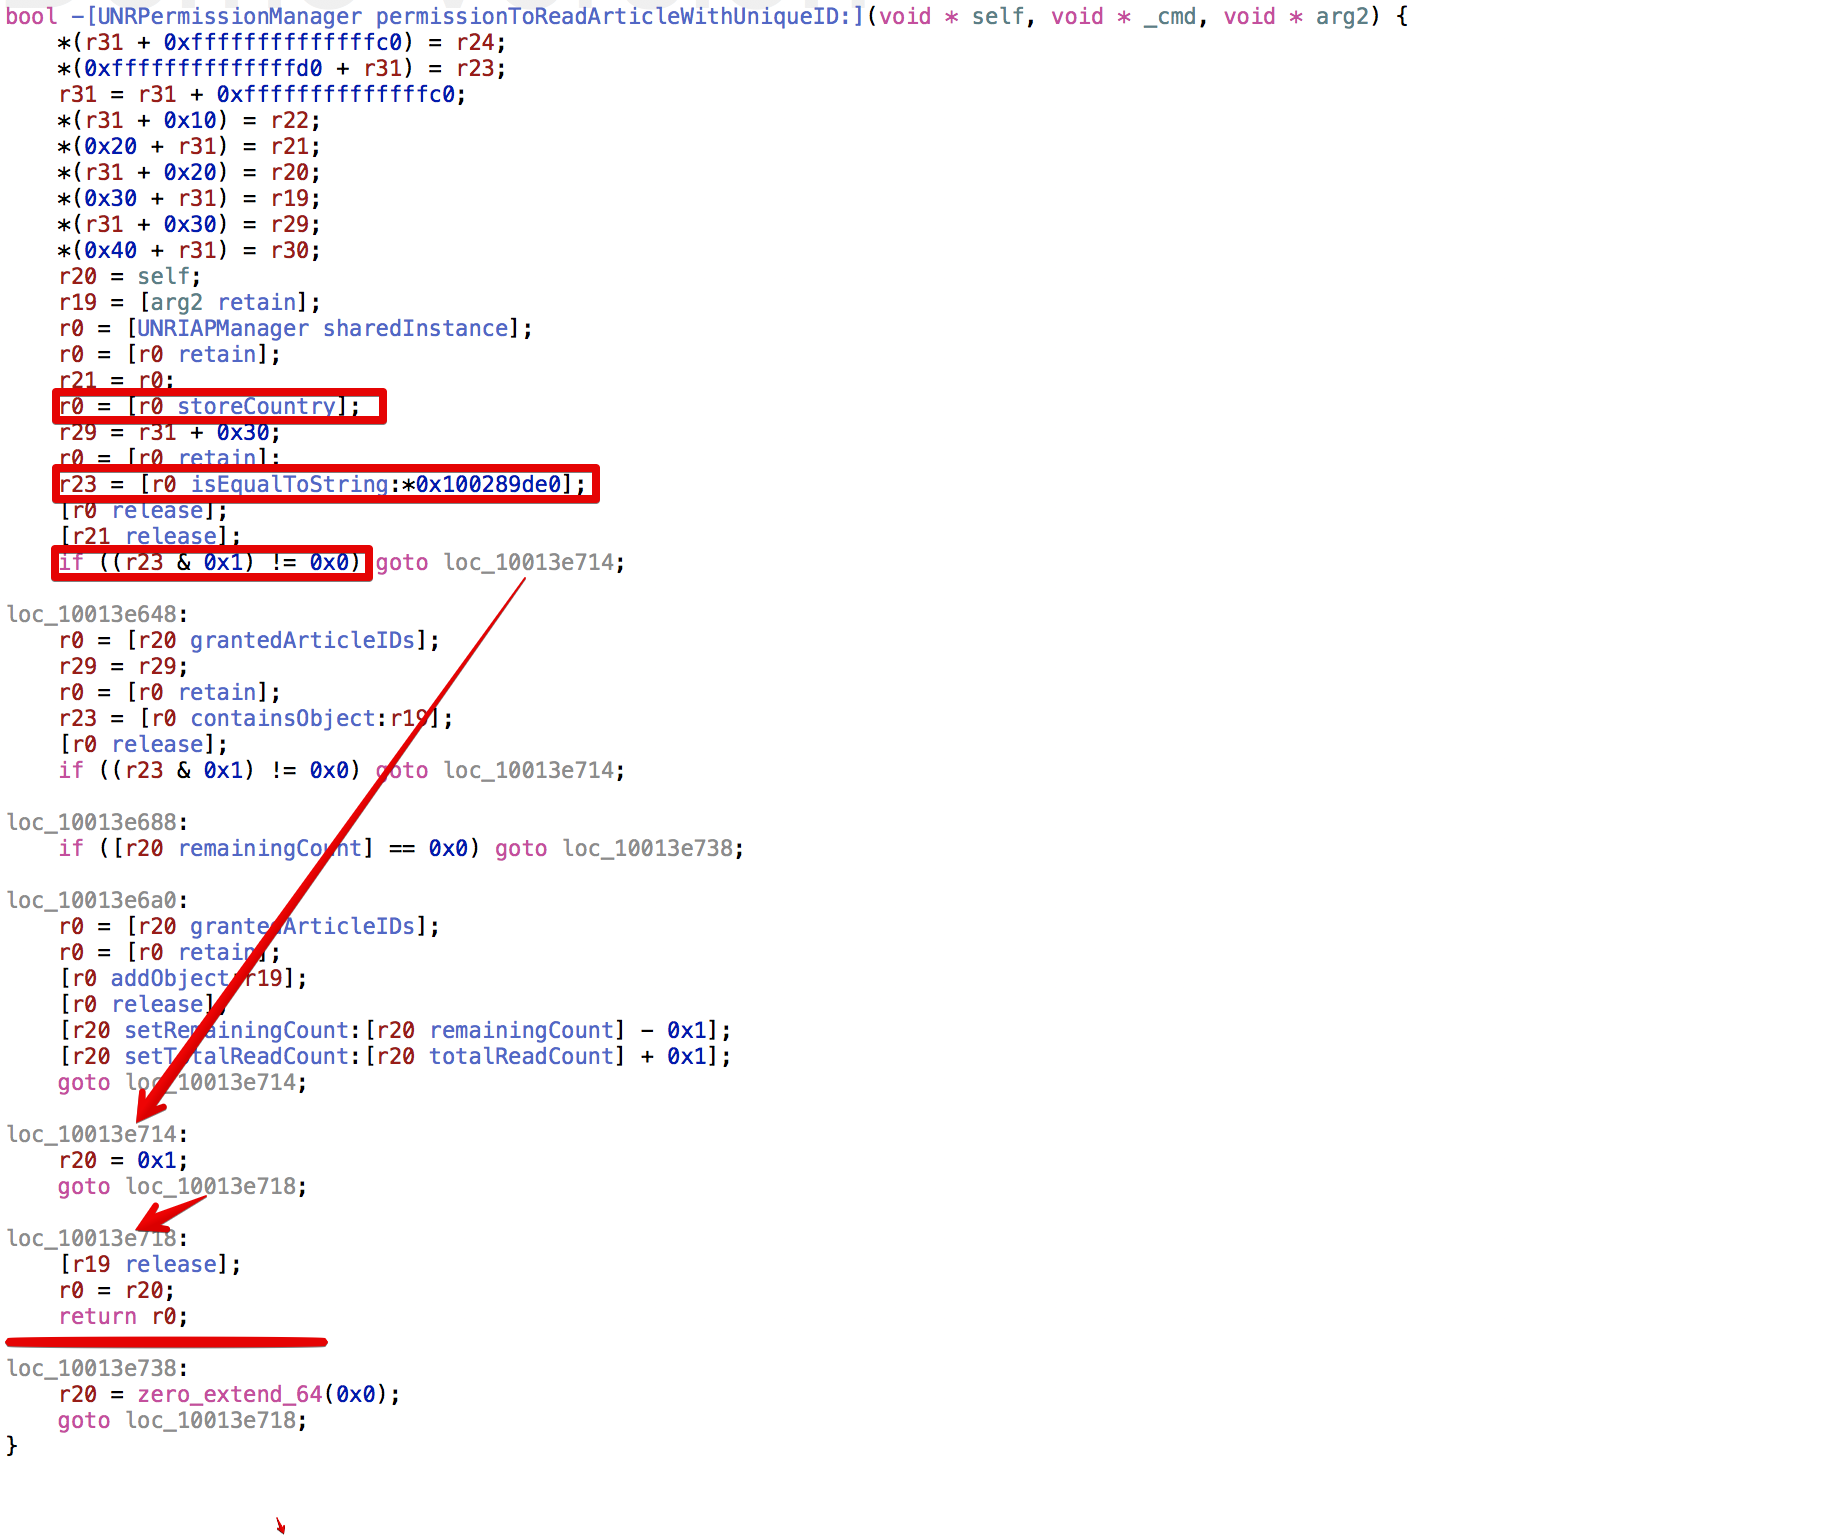 bool -[UNRPermissionManager permissionToReadArticleWithUniqueID:](void * self, void * _cmd, void * arg2) {
    *(r31 + 0xffffffffffffffc0) = r24;
    *(0xffffffffffffffd0 + r31) = r23;
    r31 = r31 + 0xffffffffffffffc0;
    *(r31 + 0x10) = r22;
    *(0x20 + r31) = r21;
    *(r31 + 0x20) = r20;
    *(0x30 + r31) = r19;
    *(r31 + 0x30) = r29;
    *(0x40 + r31) = r30;
    r20 = self;
    r19 = [arg2 retain];
    r0 = [UNRIAPManager sharedInstance];
    r0 = [r0 retain];
    r21 = r0;
    r0 = [r0 storeCountry];
    r29 = r31 + 0x30;
    r0 = [r0 retain];
    r23 = [r0 isEqualToString:*0x100289de0];
    [r0 release];
    [r21 release];
    if ((r23 & 0x1) != 0x0) goto loc_10013e714;
loc_10013e648:
    r0 = [r20 grantedArticleIDs];
    r29 = r29;
    r0 = [r0 retain];
    r23 = [r0 containsObject:r19];
    [r0 release];
    if ((r23 & 0x1) != 0x0) goto loc_10013e714;
loc_10013e688:
    if ([r20 remainingCount] == 0x0) goto loc_10013e738;
loc_10013e6a0:
    r0 = [r20 grantedArticleIDs];
    r0 = [r0 retain];
    [r0 addObject:r19];
    [r0 release];
    [r20 setRemainingCount:[r20 remainingCount] - 0x1];
    [r20 setTotalReadCount:[r20 totalReadCount] + 0x1];
    goto loc_10013e714;
loc_10013e714:
    r20 = 0x1;
    goto loc_10013e718;
loc_10013e718:
    [r19 release];
    r0 = r20;
    return r0;
loc_10013e738:
    r20 = zero_extend_64(0x0);
    goto loc_10013e718;
}